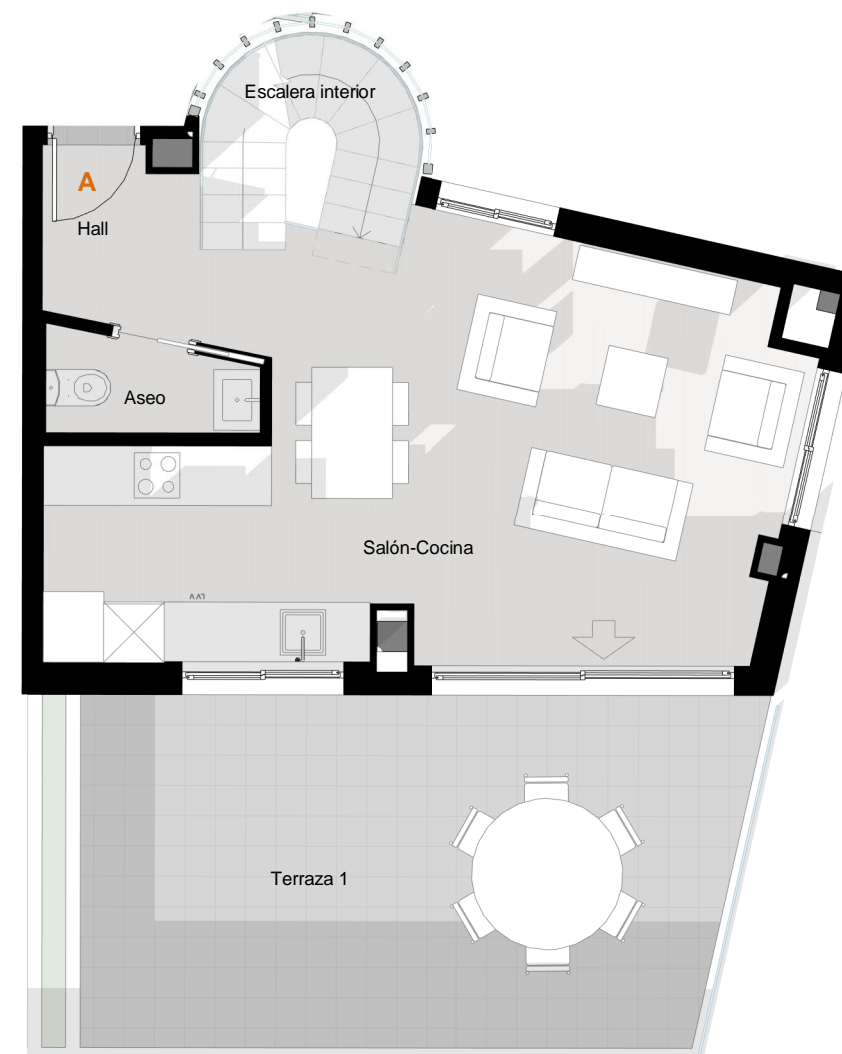 Escalera interior
A
Hall
Aseo
Salón-Cocina
Terraza 1